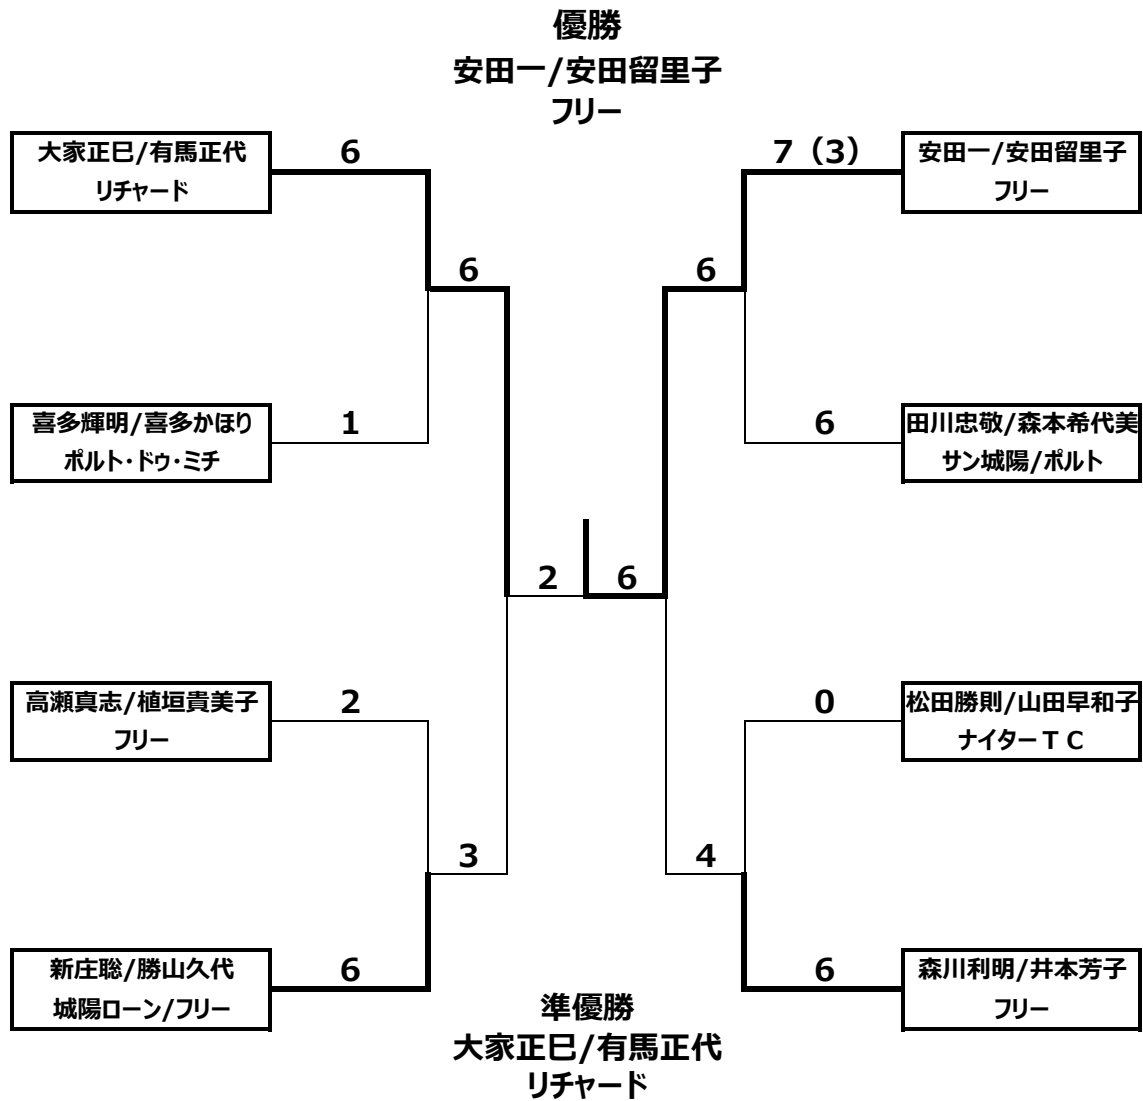 優勝
安田一/安田留里子
フリー
大家正巳/有馬正代
リチャード
6
7（3）
安田一/安田留里子
フリー
6
6
喜多輝明/喜多かほり
ポルト・ドゥ・ミチ
1
6
田川忠敬/森本希代美
サン城陽/ポルト
2
6
高瀬真志/植垣貴美子
フリー
2
0
松田勝則/山田早和子
ナイターＴＣ
3
4
新庄聡/勝山久代
城陽ローン/フリー
6
6
森川利明/井本芳子
フリー
準優勝
大家正巳/有馬正代
リチャード